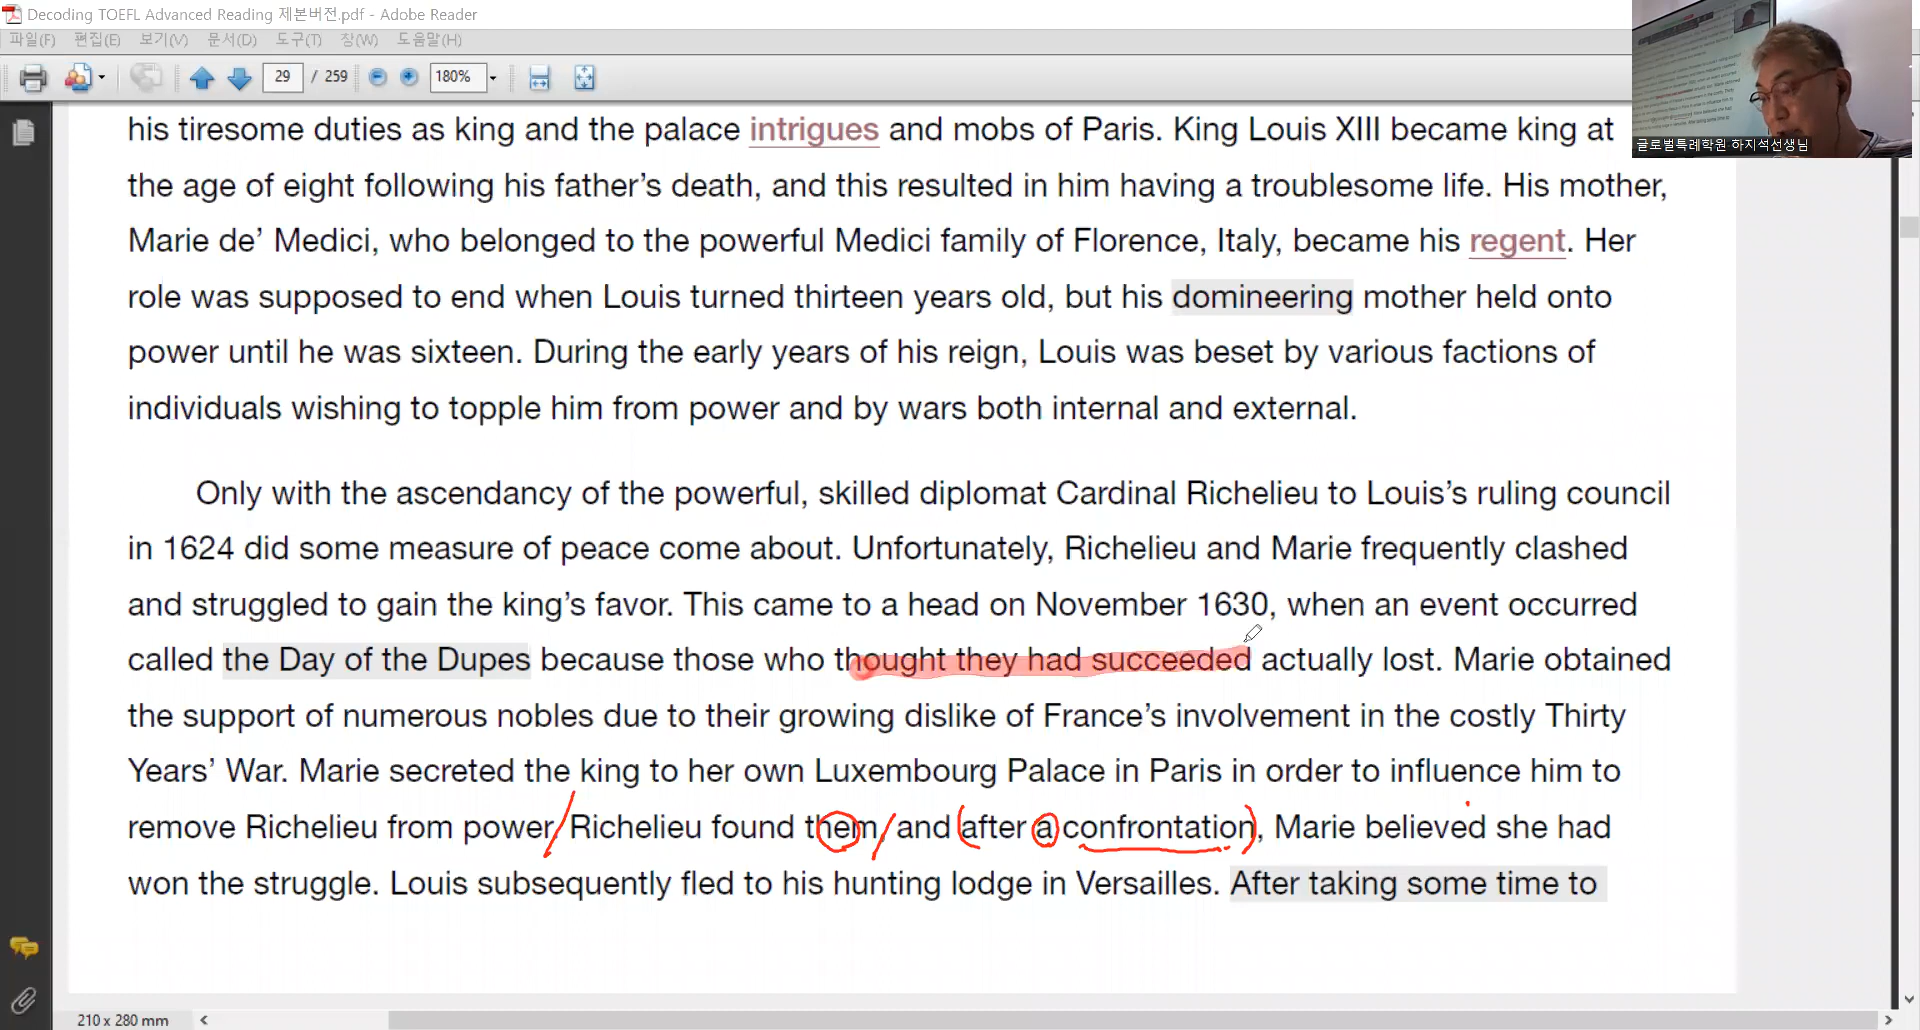 Decoding TOEFL Advanced Reading 제본버전.pdf - Adobe Reader
파일(F) 편집(E) 보기(V) 문서(D) 도구(T) 창(W) 도움말(H)
29 / 259 180%
글로벌특례학원 하지석선생님
his tiresome duties as king and the palace intrigues and mobs of Paris. King Louis XIII became king at
the age of eight following his father’s death, and this resulted in him having a troublesome life. His mother,
Marie de’ Medici, who belonged to the powerful Medici family of Florence, Italy, became his regent. Her
role was supposed to end when Louis turned thirteen years old, but his domineering mother held onto
power until he was sixteen. During the early years of his reign, Louis was beset by various factions of
individuals wishing to topple him from power and by wars both internal and external.
Only with the ascendancy of the powerful, skilled diplomat Cardinal Richelieu to Louis’s ruling council
in 1624 did some measure of peace come about. Unfortunately, Richelieu and Marie frequently clashed
and struggled to gain the king’s favor. This came to a head on November 1630, when an event occurred
called the Day of the Dupes because those who thought they had succeeded actually lost. Marie obtained
the support of numerous nobles due to their growing dislike of France’s involvement in the costly Thirty
Years’ War. Marie secreted the king to her own Luxembourg Palace in Paris in order to influence him to
remove Richelieu from power/Richelieu found them/and (after a confrontation), Marie believed she had
won the struggle. Louis subsequently fled to his hunting lodge in Versailles. After taking some time to
210 x 280 mm